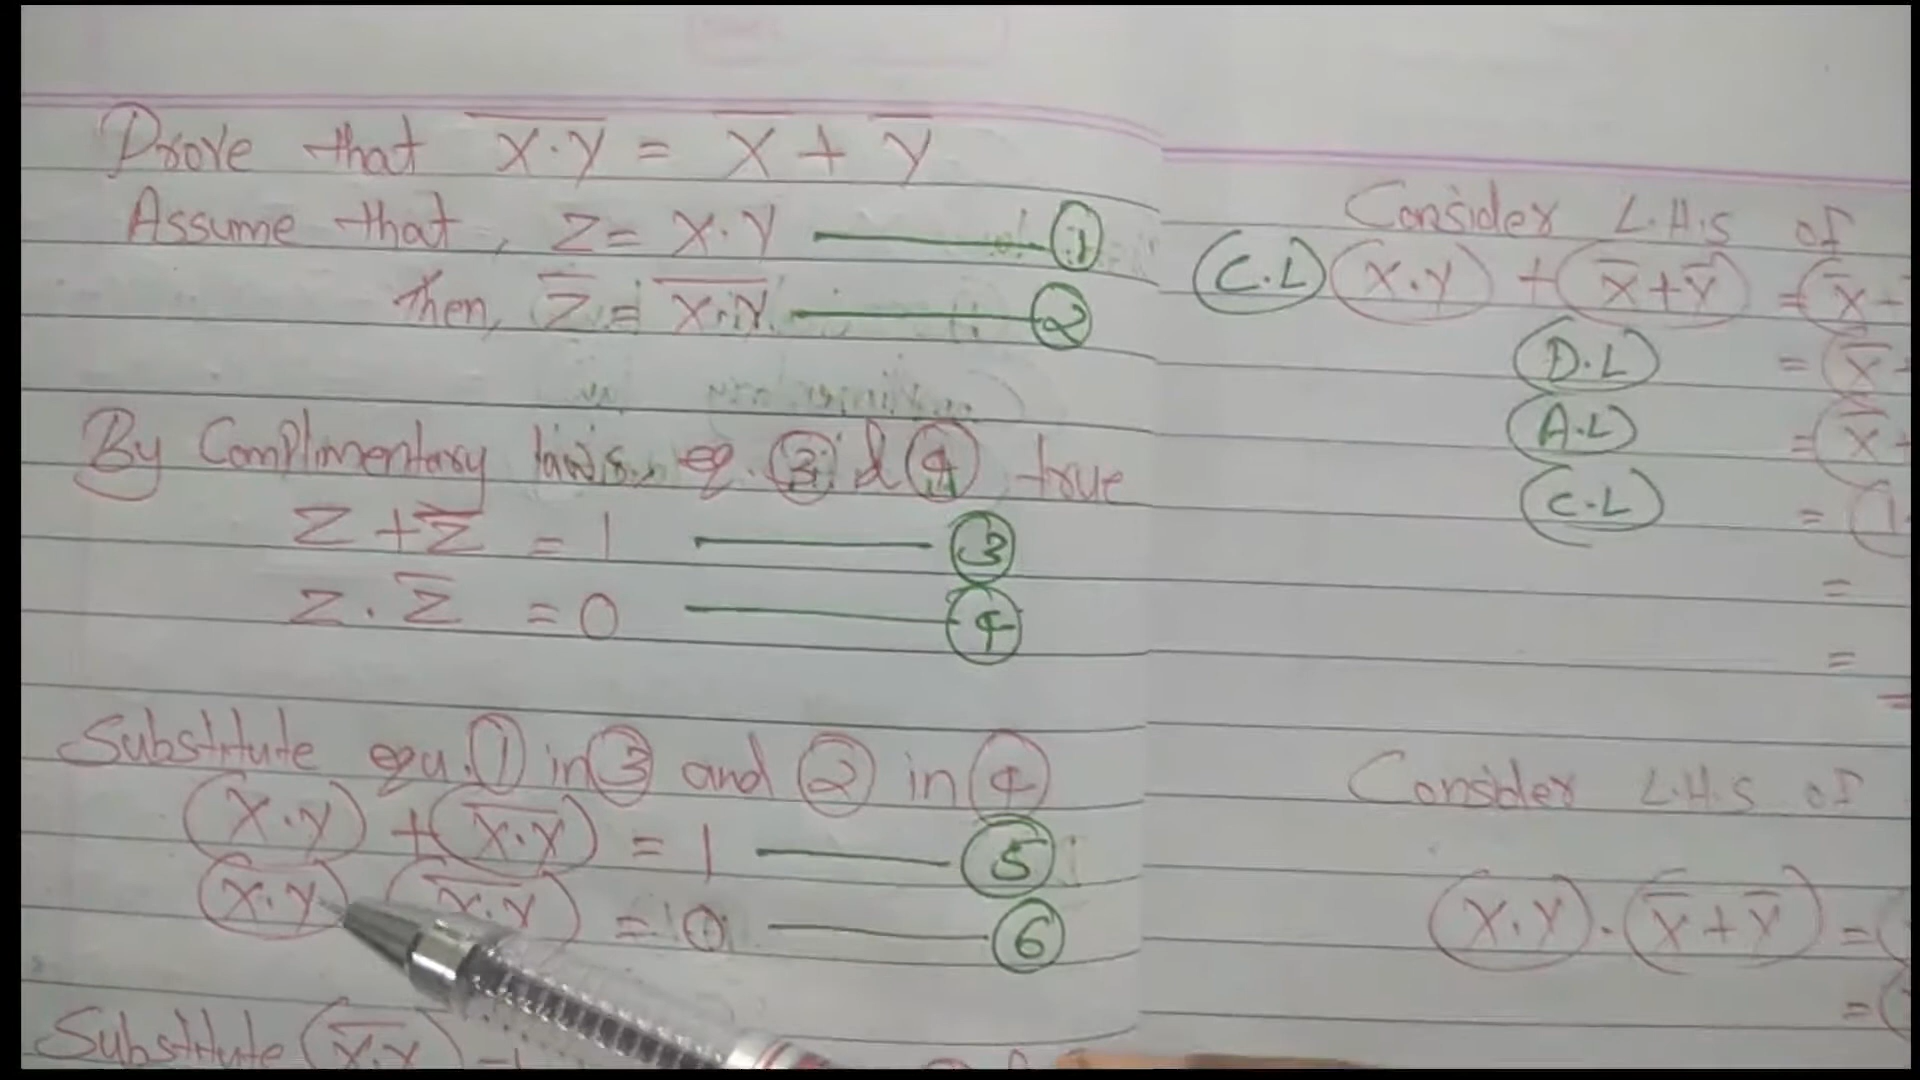 Prove that X̅·̅Y̅ = X̅ + Y̅
Assume that, Z = X·Y ①
then, Z̅ = X̅·̅Y̅ ②
By Complimentary laws, eq. ③ & ④ true
Z + Z̅ = 1 ③
Z · Z̅ = 0 ④
Substitute equ. ① in ③ and ② in ④
(X·Y) + (X̅·̅Y̅) = 1 ⑤
(X·Y) (X̅·̅Y̅) = 0 ⑥
Substitute (X̅·̅Y̅)
Consider L.H.S of
C.L (X·Y) + (X̅+Y̅) = (X̅
D.L = (X̅
A.L = (X̅+
C.L = (1
=
=
=
Consider L.H.S of
(X·Y)·(X̅+Y̅) = (
= (